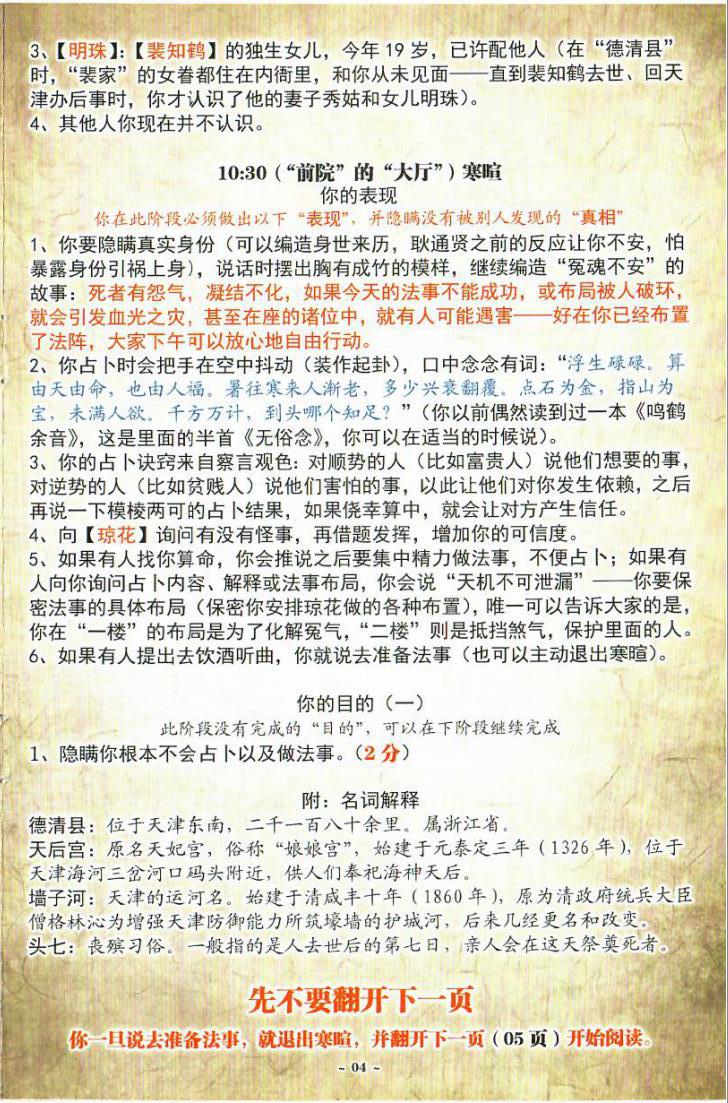 3、【明珠】：【裴知鹤】的独生女儿，今年 19 岁，已许配他人（在“德清县”
时，“裴家”的女眷都住在内衙里，和你从未见面——直到裴知鹤去世、回天
津办后事时，你才认识了他的妻子秀姑和女儿明珠）。
4、其他人你现在并不认识。
10:30（“前院”的“大厅”）寒暄
你的表现
你在此阶段必须做出以下“表现”，并隐瞒没有被别人发现的“真相”
1、你要隐瞒真实身份（可以编造身世来历，耿通贤之前的反应让你不安，怕
暴露身份引祸上身），说话时摆出胸有成竹的模样，继续编造“冤魂不安”的
故事：死者有怨气，凝结不化，如果今天的法事不能成功，或布局被人破环，
就会引发血光之灾，甚至在座的诸位中，就有人可能遇害——好在你已经布置
了法阵，大家下午可以放心地自由行动。
2、你占卜时会把手在空中抖动（装作起卦），口中念念有词：“浮生碌碌。算
由天由命，也由人福。暑往寒来人渐老，多少兴衰翻覆。点石为金，指山为
宝，未满人欲。千方万计，到头哪个知足？”（你以前偶然读到过一本《鸣鹤
余音》，这是里面的半首《无俗念》，你可以在适当的时候说）。
3、你的占卜诀窍来自察言观色：对顺势的人（比如富贵人）说他们想要的事，
对逆势的人（比如贫贱人）说他们害怕的事，以此让他们对你发生依赖，之后
再说一下模棱两可的占卜结果，如果侥幸算中，就会让对方产生信任。
4、向【琼花】询问有没有怪事，再借题发挥，增加你的可信度。
5、如果有人找你算命，你会推说之后要集中精力做法事，不便占卜；如果有
人向你询问占卜内容、解释或法事布局，你会说“天机不可泄漏”——你要保
密法事的具体布局（保密你安排琼花做的各种布置），唯一可以告诉大家的是，
你在“一楼”的布局是为了化解冤气，“二楼”则是抵挡煞气，保护里面的人。
6、如果有人提出去饮酒听曲，你就说去准备法事（也可以主动退出寒暄）。
你的目的（一）
此阶段没有完成的“目的”，可以在下阶段继续完成
1、隐瞒你根本不会占卜以及做法事。（2 分）
附：名词解释
德清县：位于天津东南，二千一百八十余里。属浙江省。
天后宫：原名天妃宫，俗称“娘娘宫”，始建于元泰定三年（1326 年），位于
天津海河三岔河口码头附近，供人们奉祀海神天后。
墙子河：天津的运河名。始建于清咸丰十年（1860 年），原为清政府统兵大臣
僧格林沁为增强天津防御能力所筑壕墙的护城河，后来几经更名和改变。
头七：丧殡习俗。一般指的是人去世后的第七日，亲人会在这天祭奠死者。
先不要翻开下一页
你一旦说去准备法事，就退出寒暄，并翻开下一页（05 页）开始阅读。
~ 04 ~